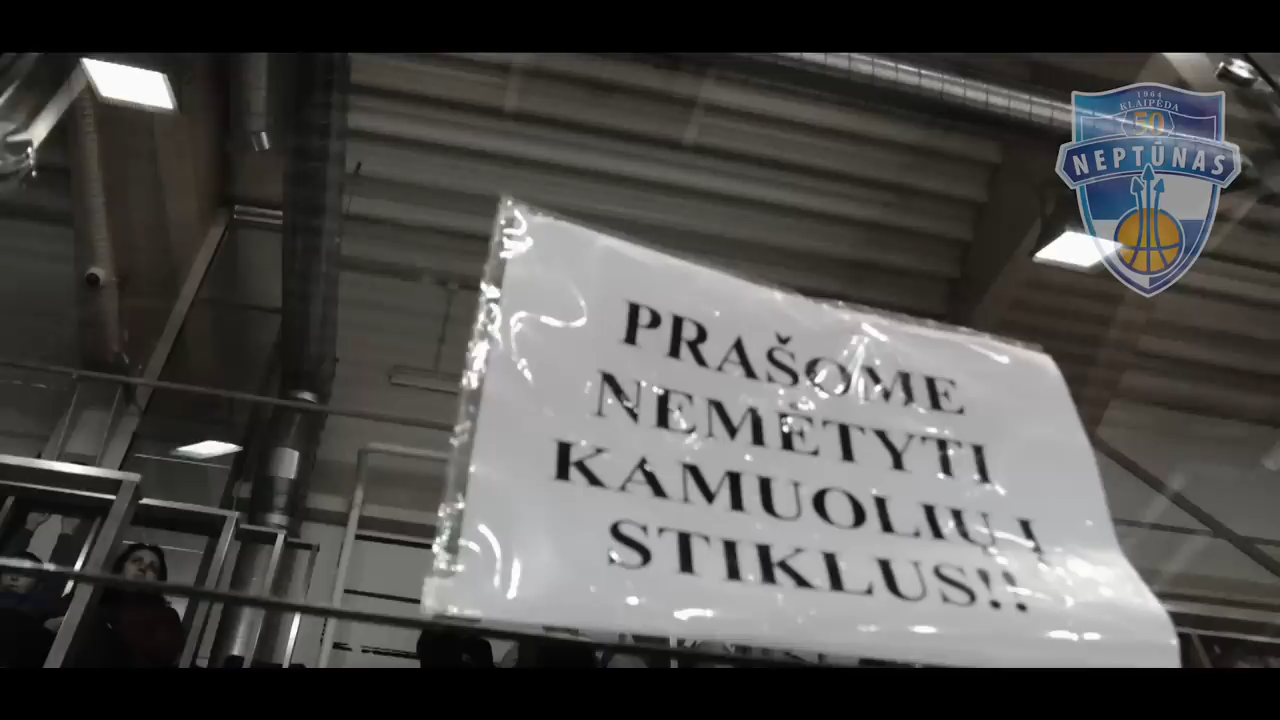 1964
KLAIPĖDA
50
NEPTŪNAS
PRAŠOME
NEMĖTYTI
KAMUOLIŲ Į
STIKLUS!!